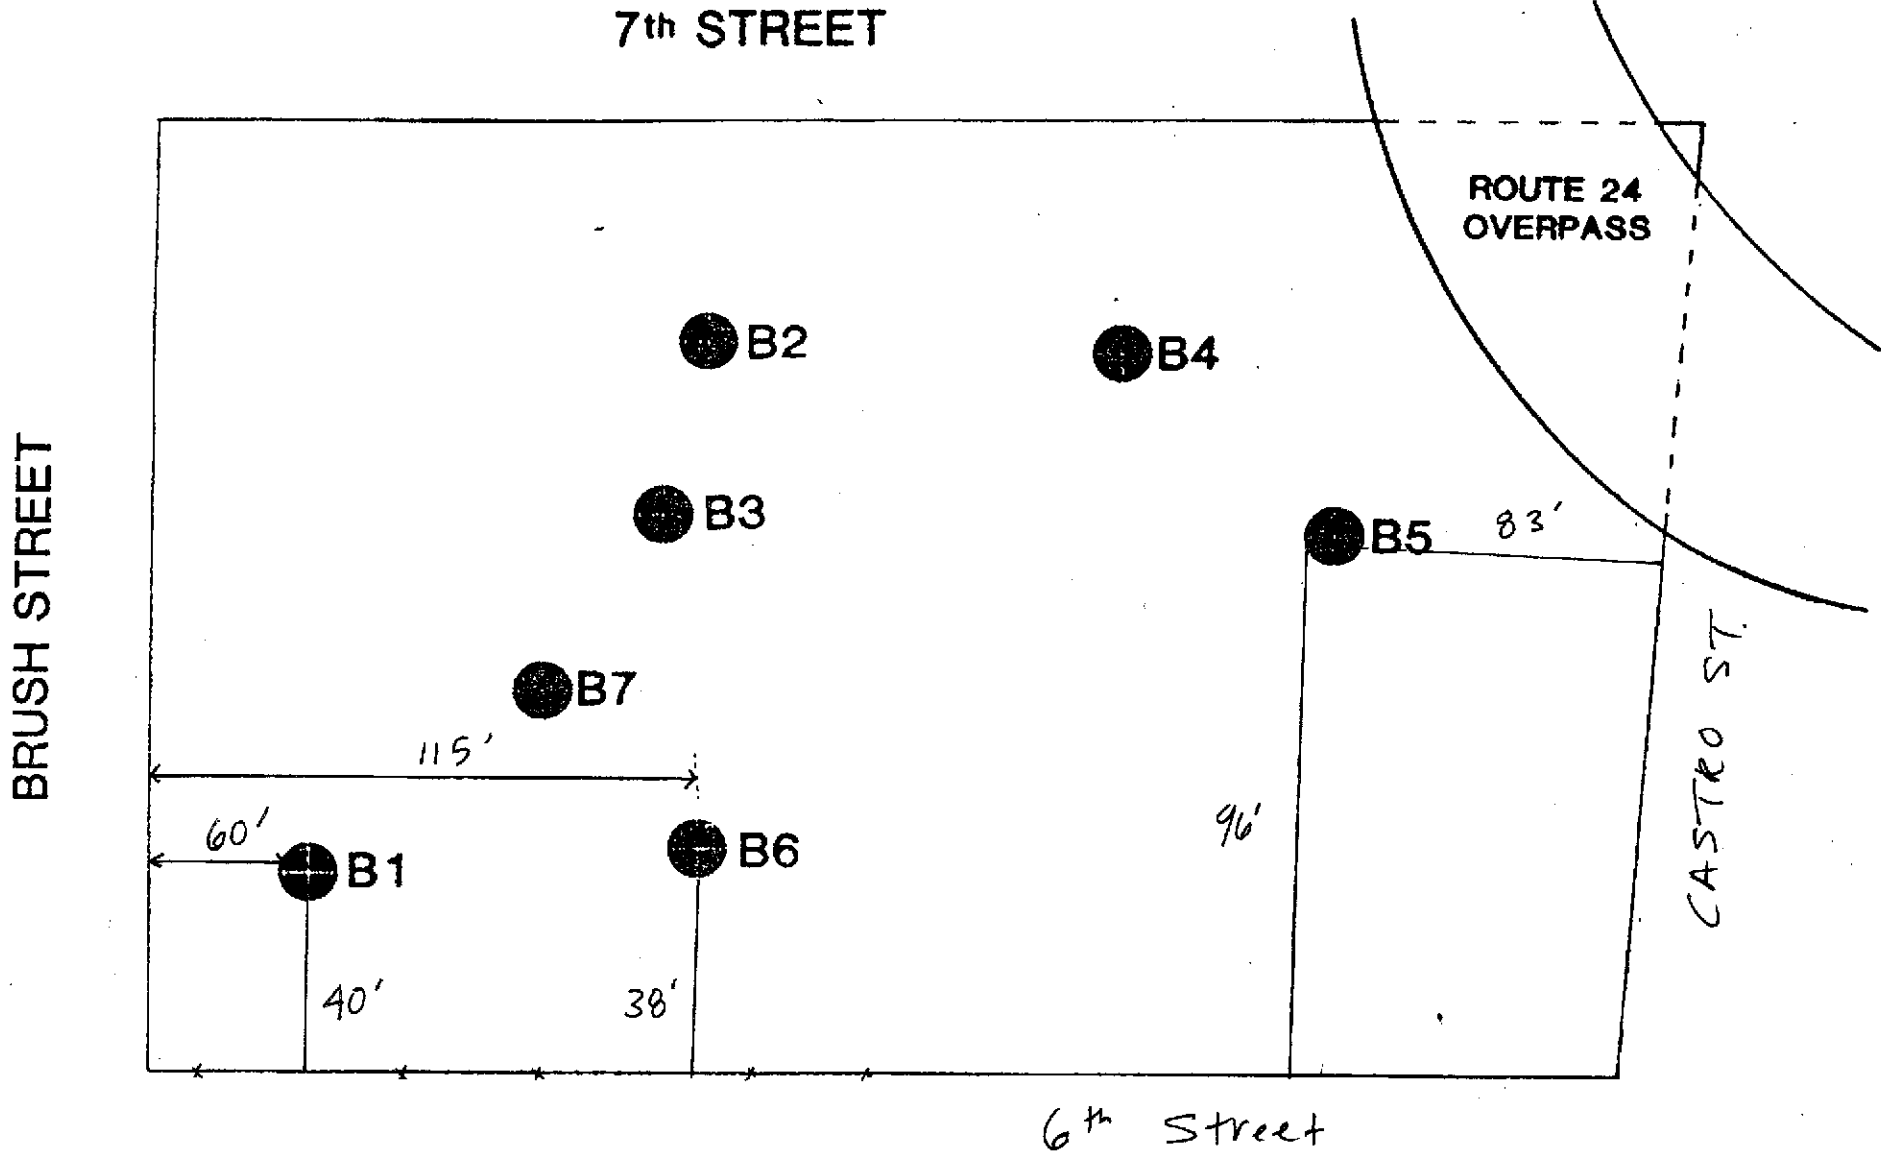 7th STREET
ROUTE 24
OVERPASS
B2
B4
BRUSH STREET
B3
B5
83'
B7
CASTRO ST.
115'
60'
96'
B1
B6
40'
38'
6th Street